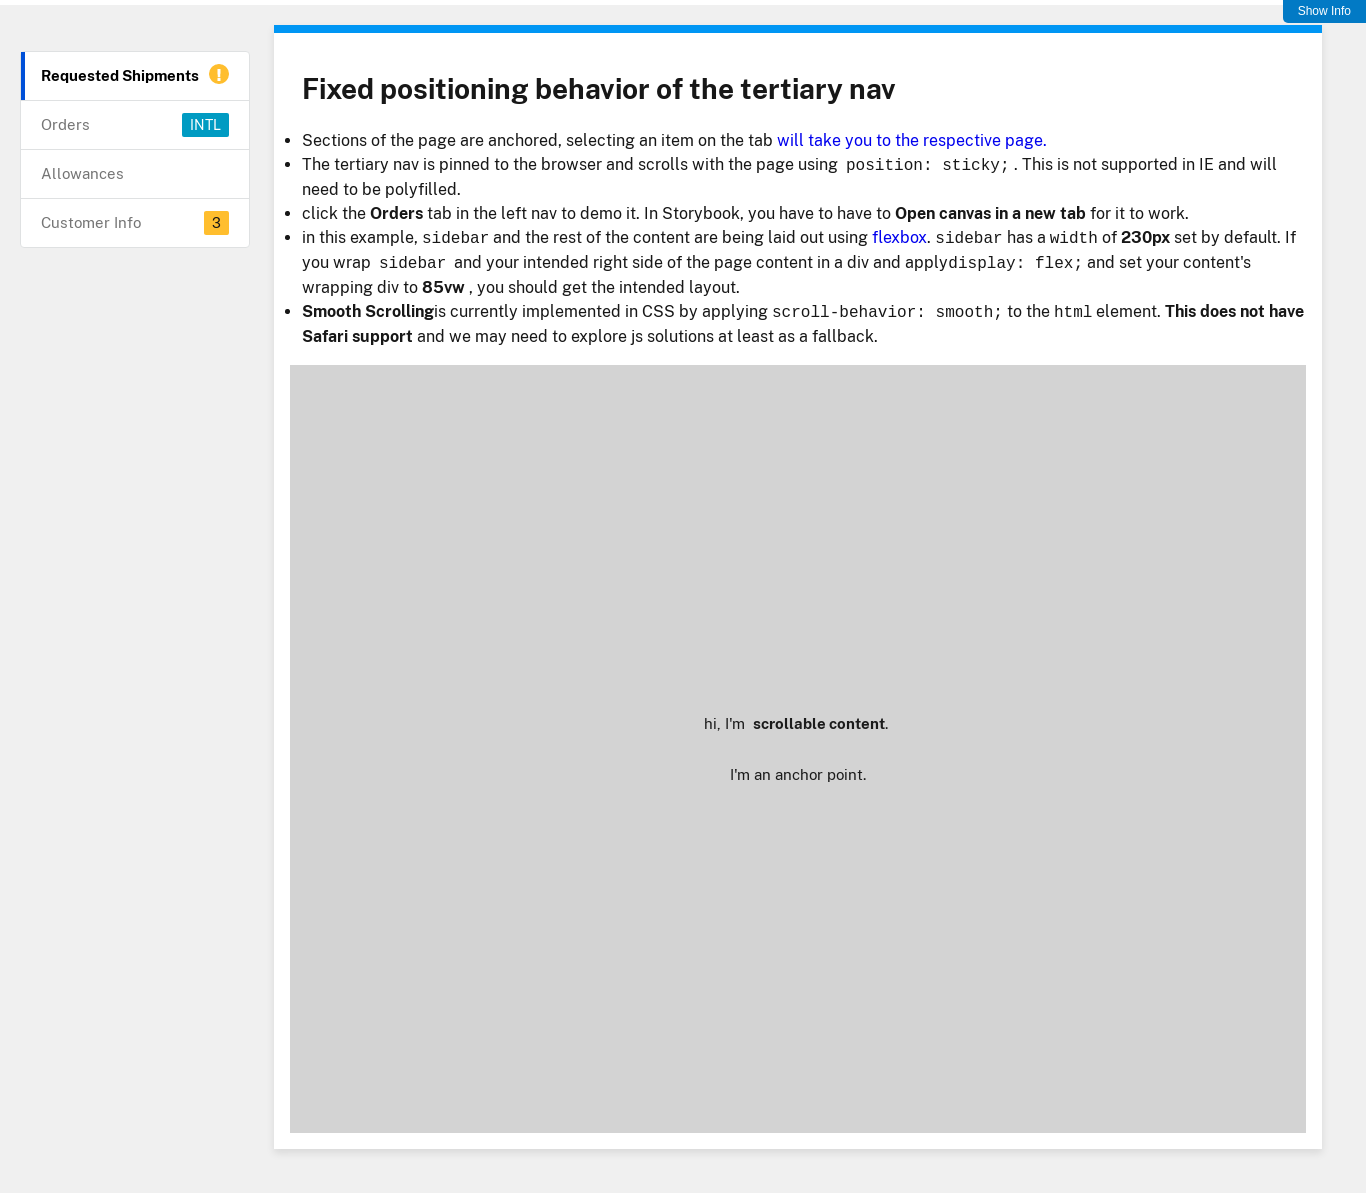 Show Info
Requested Shipments
Orders INTL
Allowances
Customer Info 3
Fixed positioning behavior of the tertiary nav
Sections of the page are anchored, selecting an item on the tab will take you to the respective page.
The tertiary nav is pinned to the browser and scrolls with the page using position: sticky; . This is not supported in IE and will
need to be polyfilled.
click the Orders tab in the left nav to demo it. In Storybook, you have to have to Open canvas in a new tab for it to work.
in this example, sidebar and the rest of the content are being laid out using flexbox. sidebar has a width of 230px set by default. If
you wrap sidebar and your intended right side of the page content in a div and applydisplay: flex; and set your content's
wrapping div to 85vw , you should get the intended layout.
Smooth Scrollingis currently implemented in CSS by applying scroll-behavior: smooth; to the html element. This does not have
Safari support and we may need to explore js solutions at least as a fallback.
hi, I'm scrollable content.
I'm an anchor point.